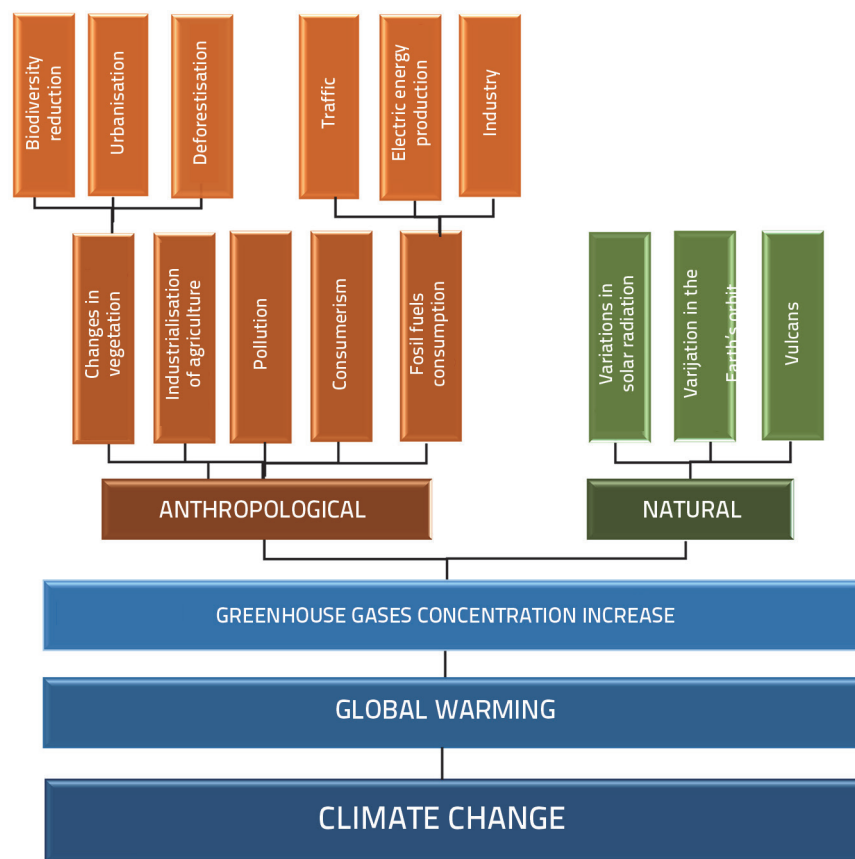 Biodiversity
reduction
Urbanisation
Deforestisation
Traffic
Electric energy
production
Industry
Changes in
vegetation
Industrialisation
of agriculture
Pollution
Consumerism
Fosil fuels
consumption
Variations in
solar radiation
Varijation in the
Earth's orbit
Vulcans
ANTHROPOLOGICAL
NATURAL
GREENHOUSE GASES CONCENTRATION INCREASE
GLOBAL WARMING
CLIMATE CHANGE